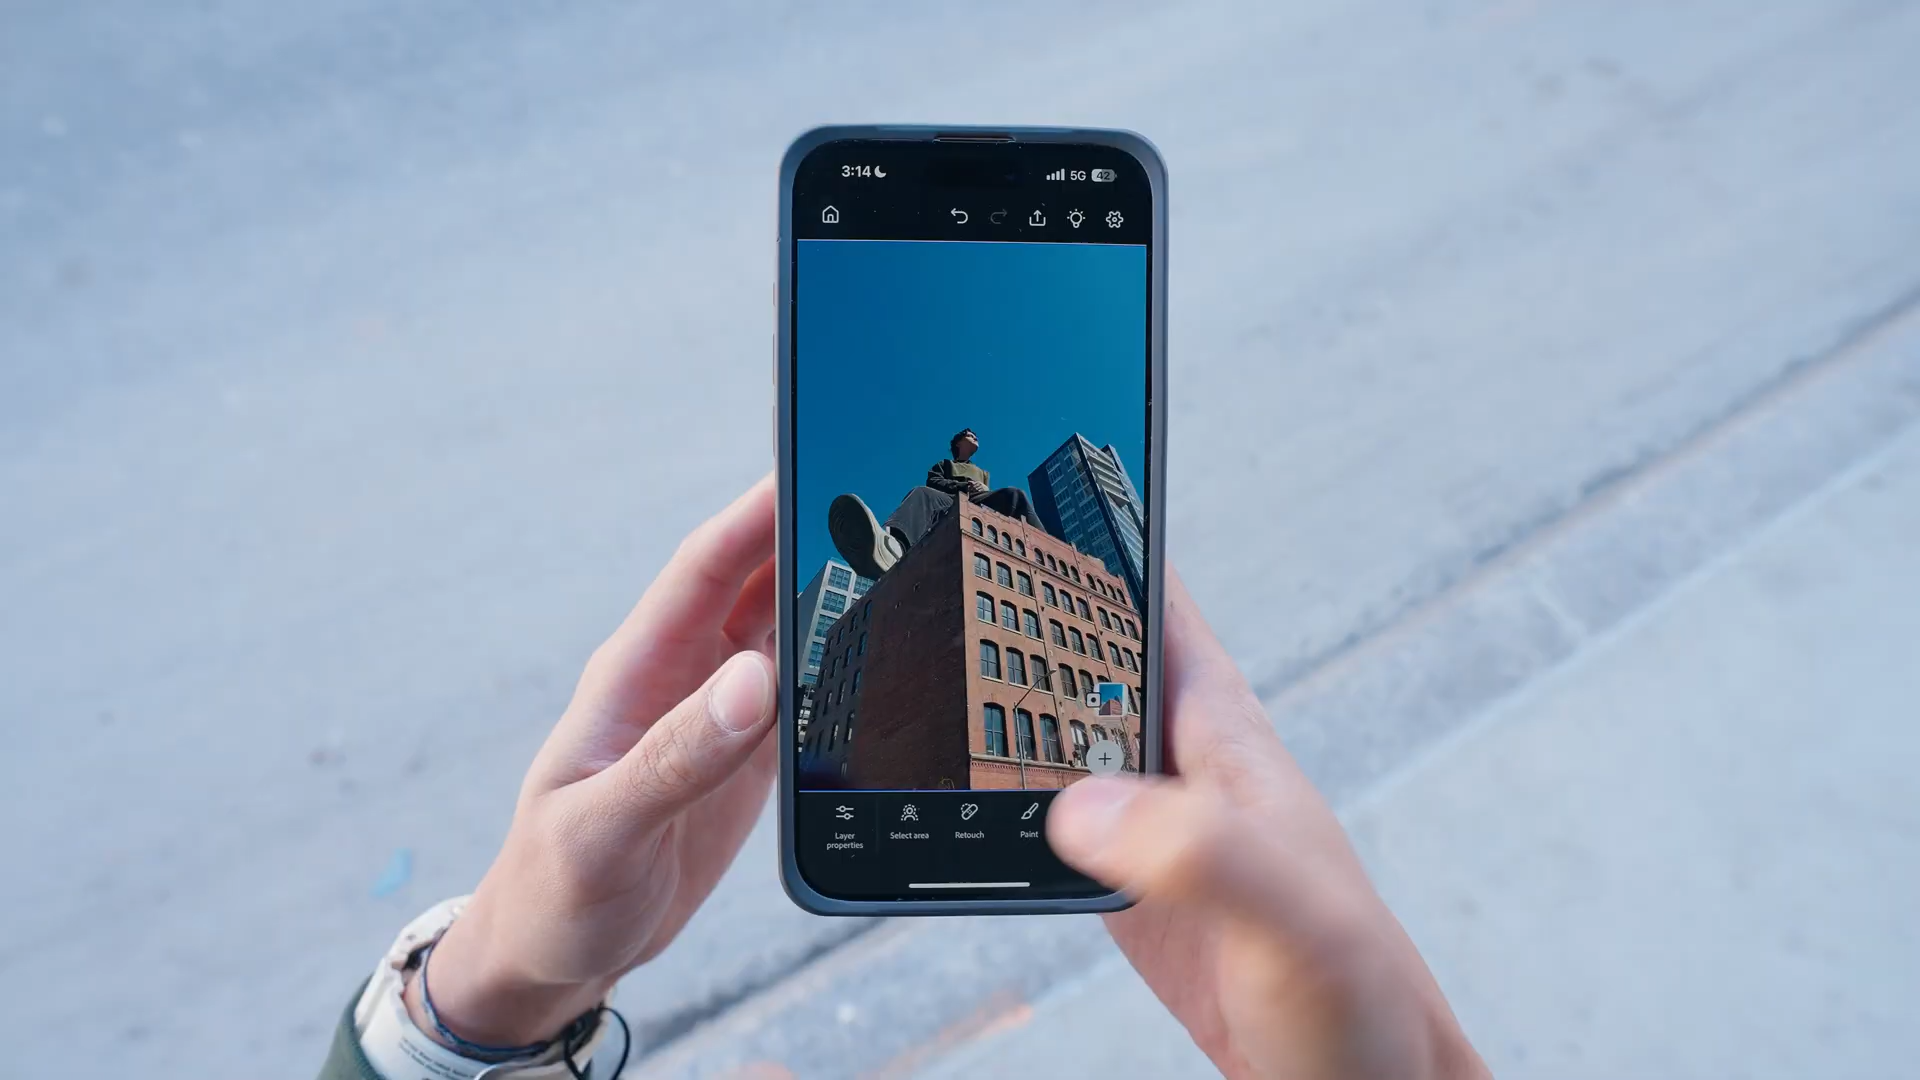 3:14
5G 42
Layer
properties
Select area
Retouch
Paint